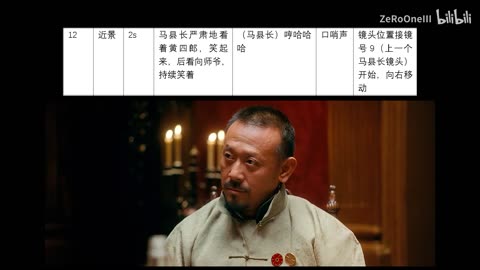 ZeRoOneIII bilibili
12 近景 2s 马县长严肃地看 （马县长）哼哈哈 口哨声 镜头位置接镜
着黄四郎，笑起 哈 号 9（上一个
来，后看向师爷， 马县长镜头）
持续笑着 开始，向右移
动